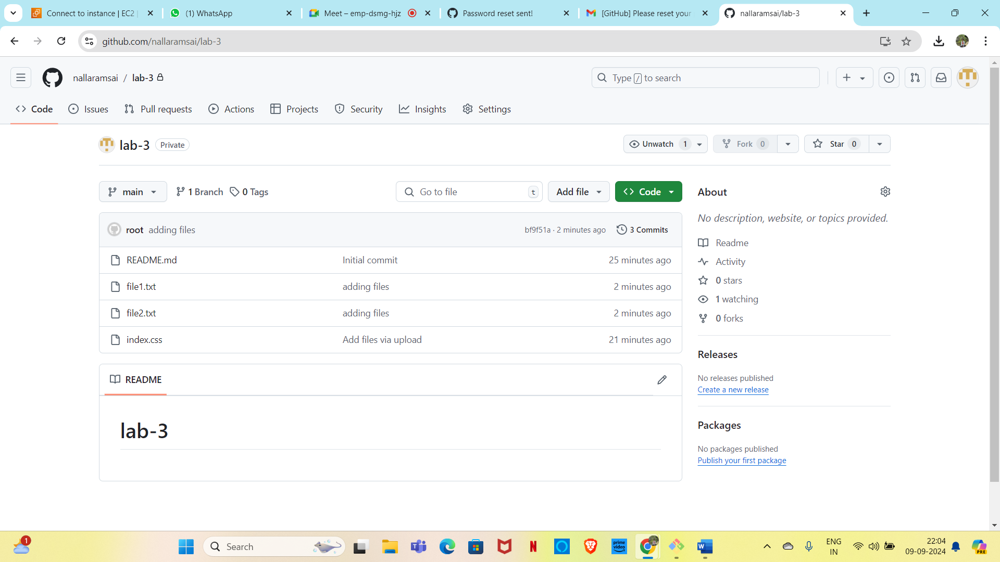 Connect to instance | EC2
(1) WhatsApp
Meet – emp-dsmg-hjz
Password reset sent!
[GitHub] Please reset your
nallaramsai/lab-3
github.com/nallaramsai/lab-3
nallaramsai / lab-3
Type / to search
Code
Issues
Pull requests
Actions
Projects
Security
Insights
Settings
lab-3 Private
Unwatch 1
Fork 0
Star 0
main
1 Branch
0 Tags
Go to file t
Add file
Code
root adding files bf9f51a · 2 minutes ago 3 Commits
README.md Initial commit 25 minutes ago
file1.txt adding files 2 minutes ago
file2.txt adding files 2 minutes ago
index.css Add files via upload 21 minutes ago
README
lab-3
About
No description, website, or topics provided.
Readme
Activity
0 stars
1 watching
0 forks
Releases
No releases published
Create a new release
Packages
No packages published
Publish your first package
1
Search
prime video
ENG
IN
22:04
09-09-2024
PRE